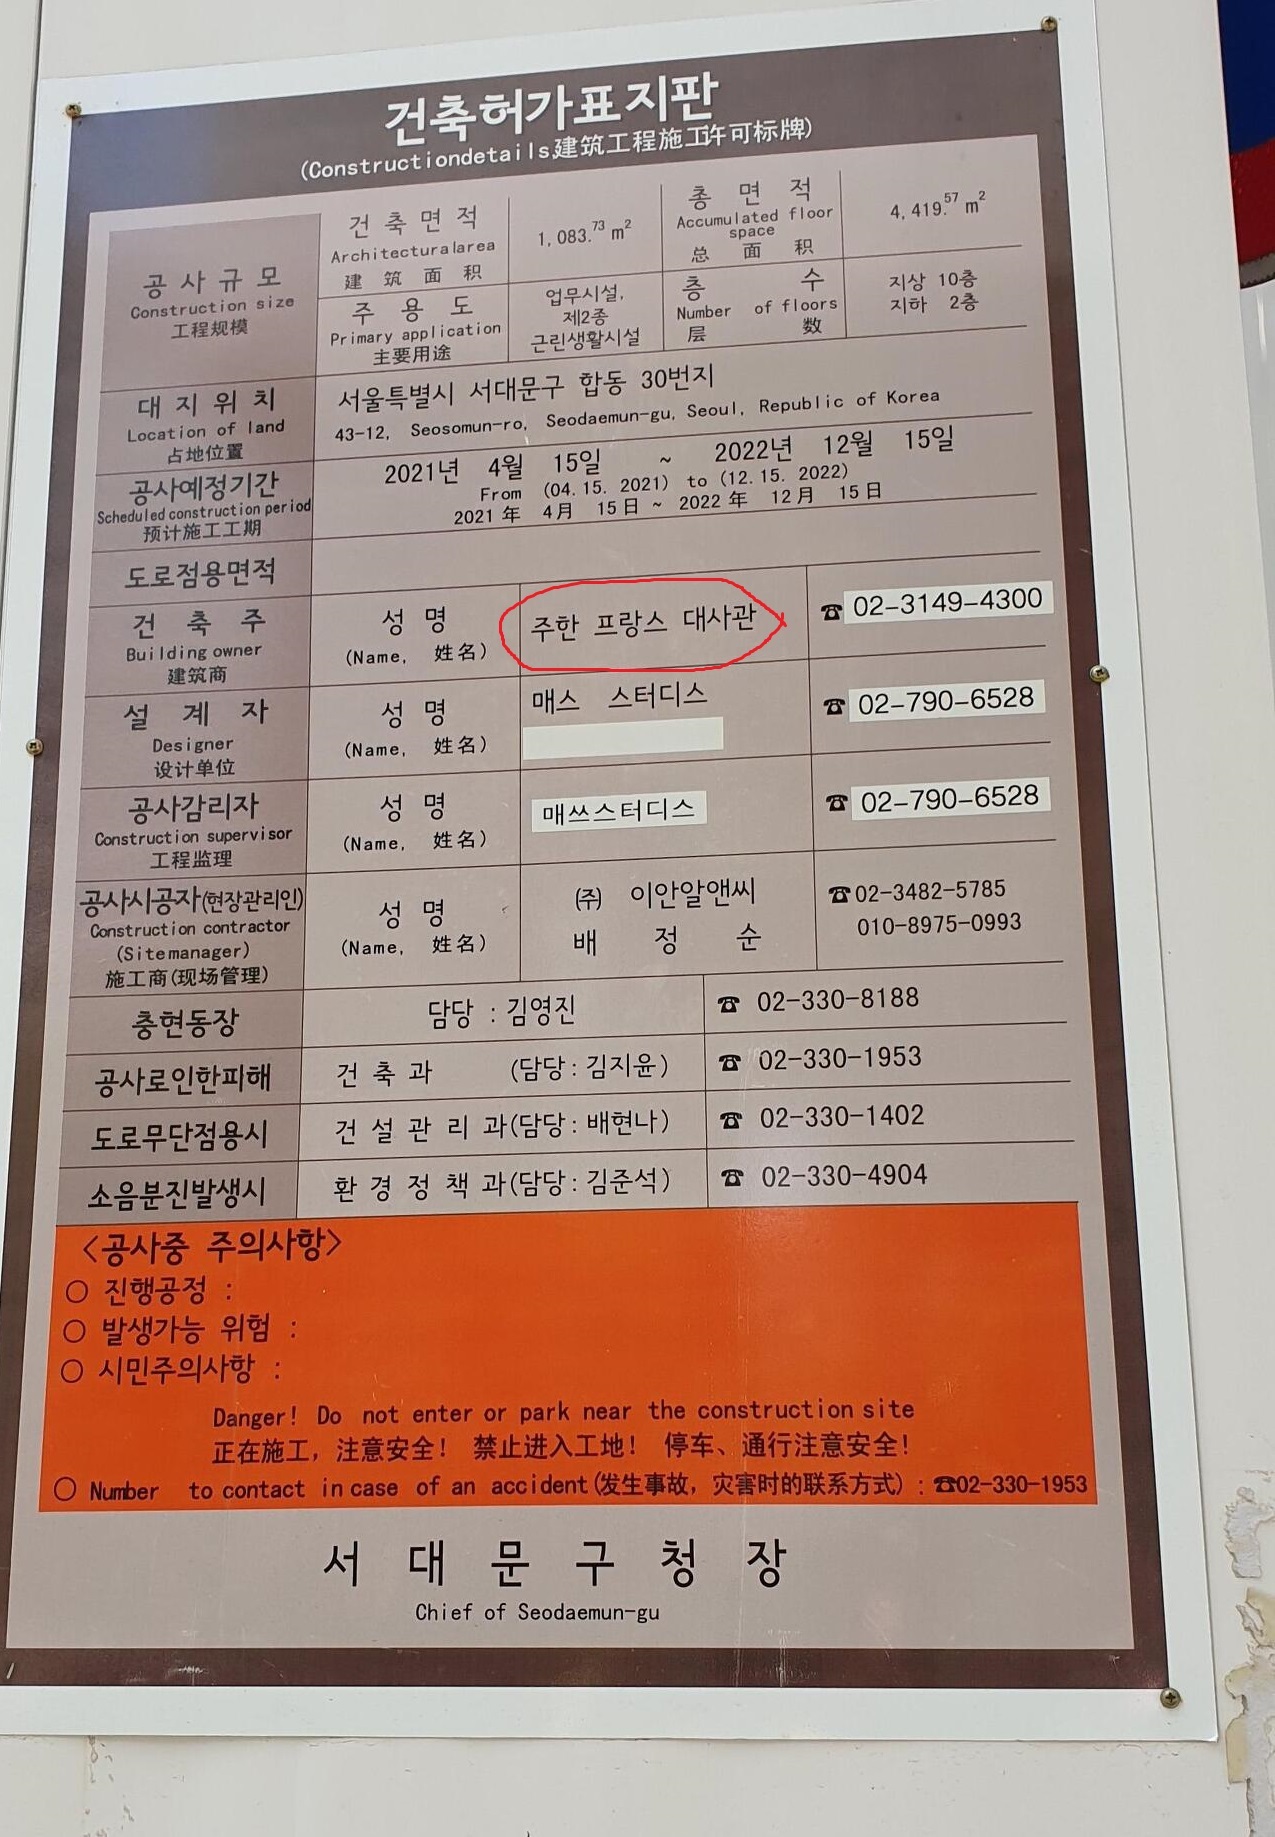 건축허가표지판
(Constructiondetails,建筑工程施工许可标牌)
공사규모
Construction size
工程规模
건축면적
Architecturalarea
建筑面积
1,083.73 m2
총면적
Accumulated floor
space
总面积
4,419.57 m2
주용도
Primary application
主要用途
업무시설,
제2종
근린생활시설
층수
Number of floors
层数
지상 10층
지하 2층
대지위치
Location of land
占地位置
서울특별시 서대문구 합동 30번지
43-12, Seosomun-ro, Seodaemun-gu, Seoul, Republic of Korea
공사예정기간
Scheduled construction period
预计施工工期
2021년 4월 15일 ~ 2022년 12월 15일
From (04.15.2021) to (12.15.2022)
2021年 4月 15日 ~ 2022年 12月 15日
도로점용면적
건축주
Building owner
建筑商
성명
(Name, 姓名)
주한 프랑스 대사관
☎ 02-3149-4300
설계자
Designer
设计单位
성명
(Name, 姓名)
매스 스터디스
☎ 02-790-6528
공사감리자
Construction supervisor
工程监理
성명
(Name, 姓名)
매쓰스터디스
☎ 02-790-6528
공사시공자(현장관리인)
Construction contractor
(Sitemanager)
施工商(现场管理)
성명
(Name, 姓名)
(주) 이안알앤씨
배정순
☎02-3482-5785
010-8975-0993
충현동장
담당 : 김영진
☎ 02-330-8188
공사로인한피해
건축과 (담당:김지윤)
☎ 02-330-1953
도로무단점용시
건설관리과(담당:배현나)
☎ 02-330-1402
소음분진발생시
환경정책과(담당:김준석)
☎ 02-330-4904
<공사중 주의사항>
○ 진행공정 :
○ 발생가능 위험 :
○ 시민주의사항 :
Danger! Do not enter or park near the construction site
正在施工, 注意安全! 禁止进入工地! 停车、通行注意安全!
○ Number to contact in case of an accident(发生事故, 灾害时的联系方式) : ☎02-330-1953
서대문구청장
Chief of Seodaemun-gu